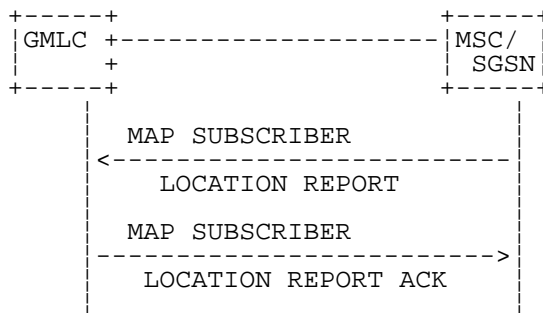 GMLC MSC/
SGSN
MAP SUBSCRIBER
LOCATION REPORT
MAP SUBSCRIBER
LOCATION REPORT ACK